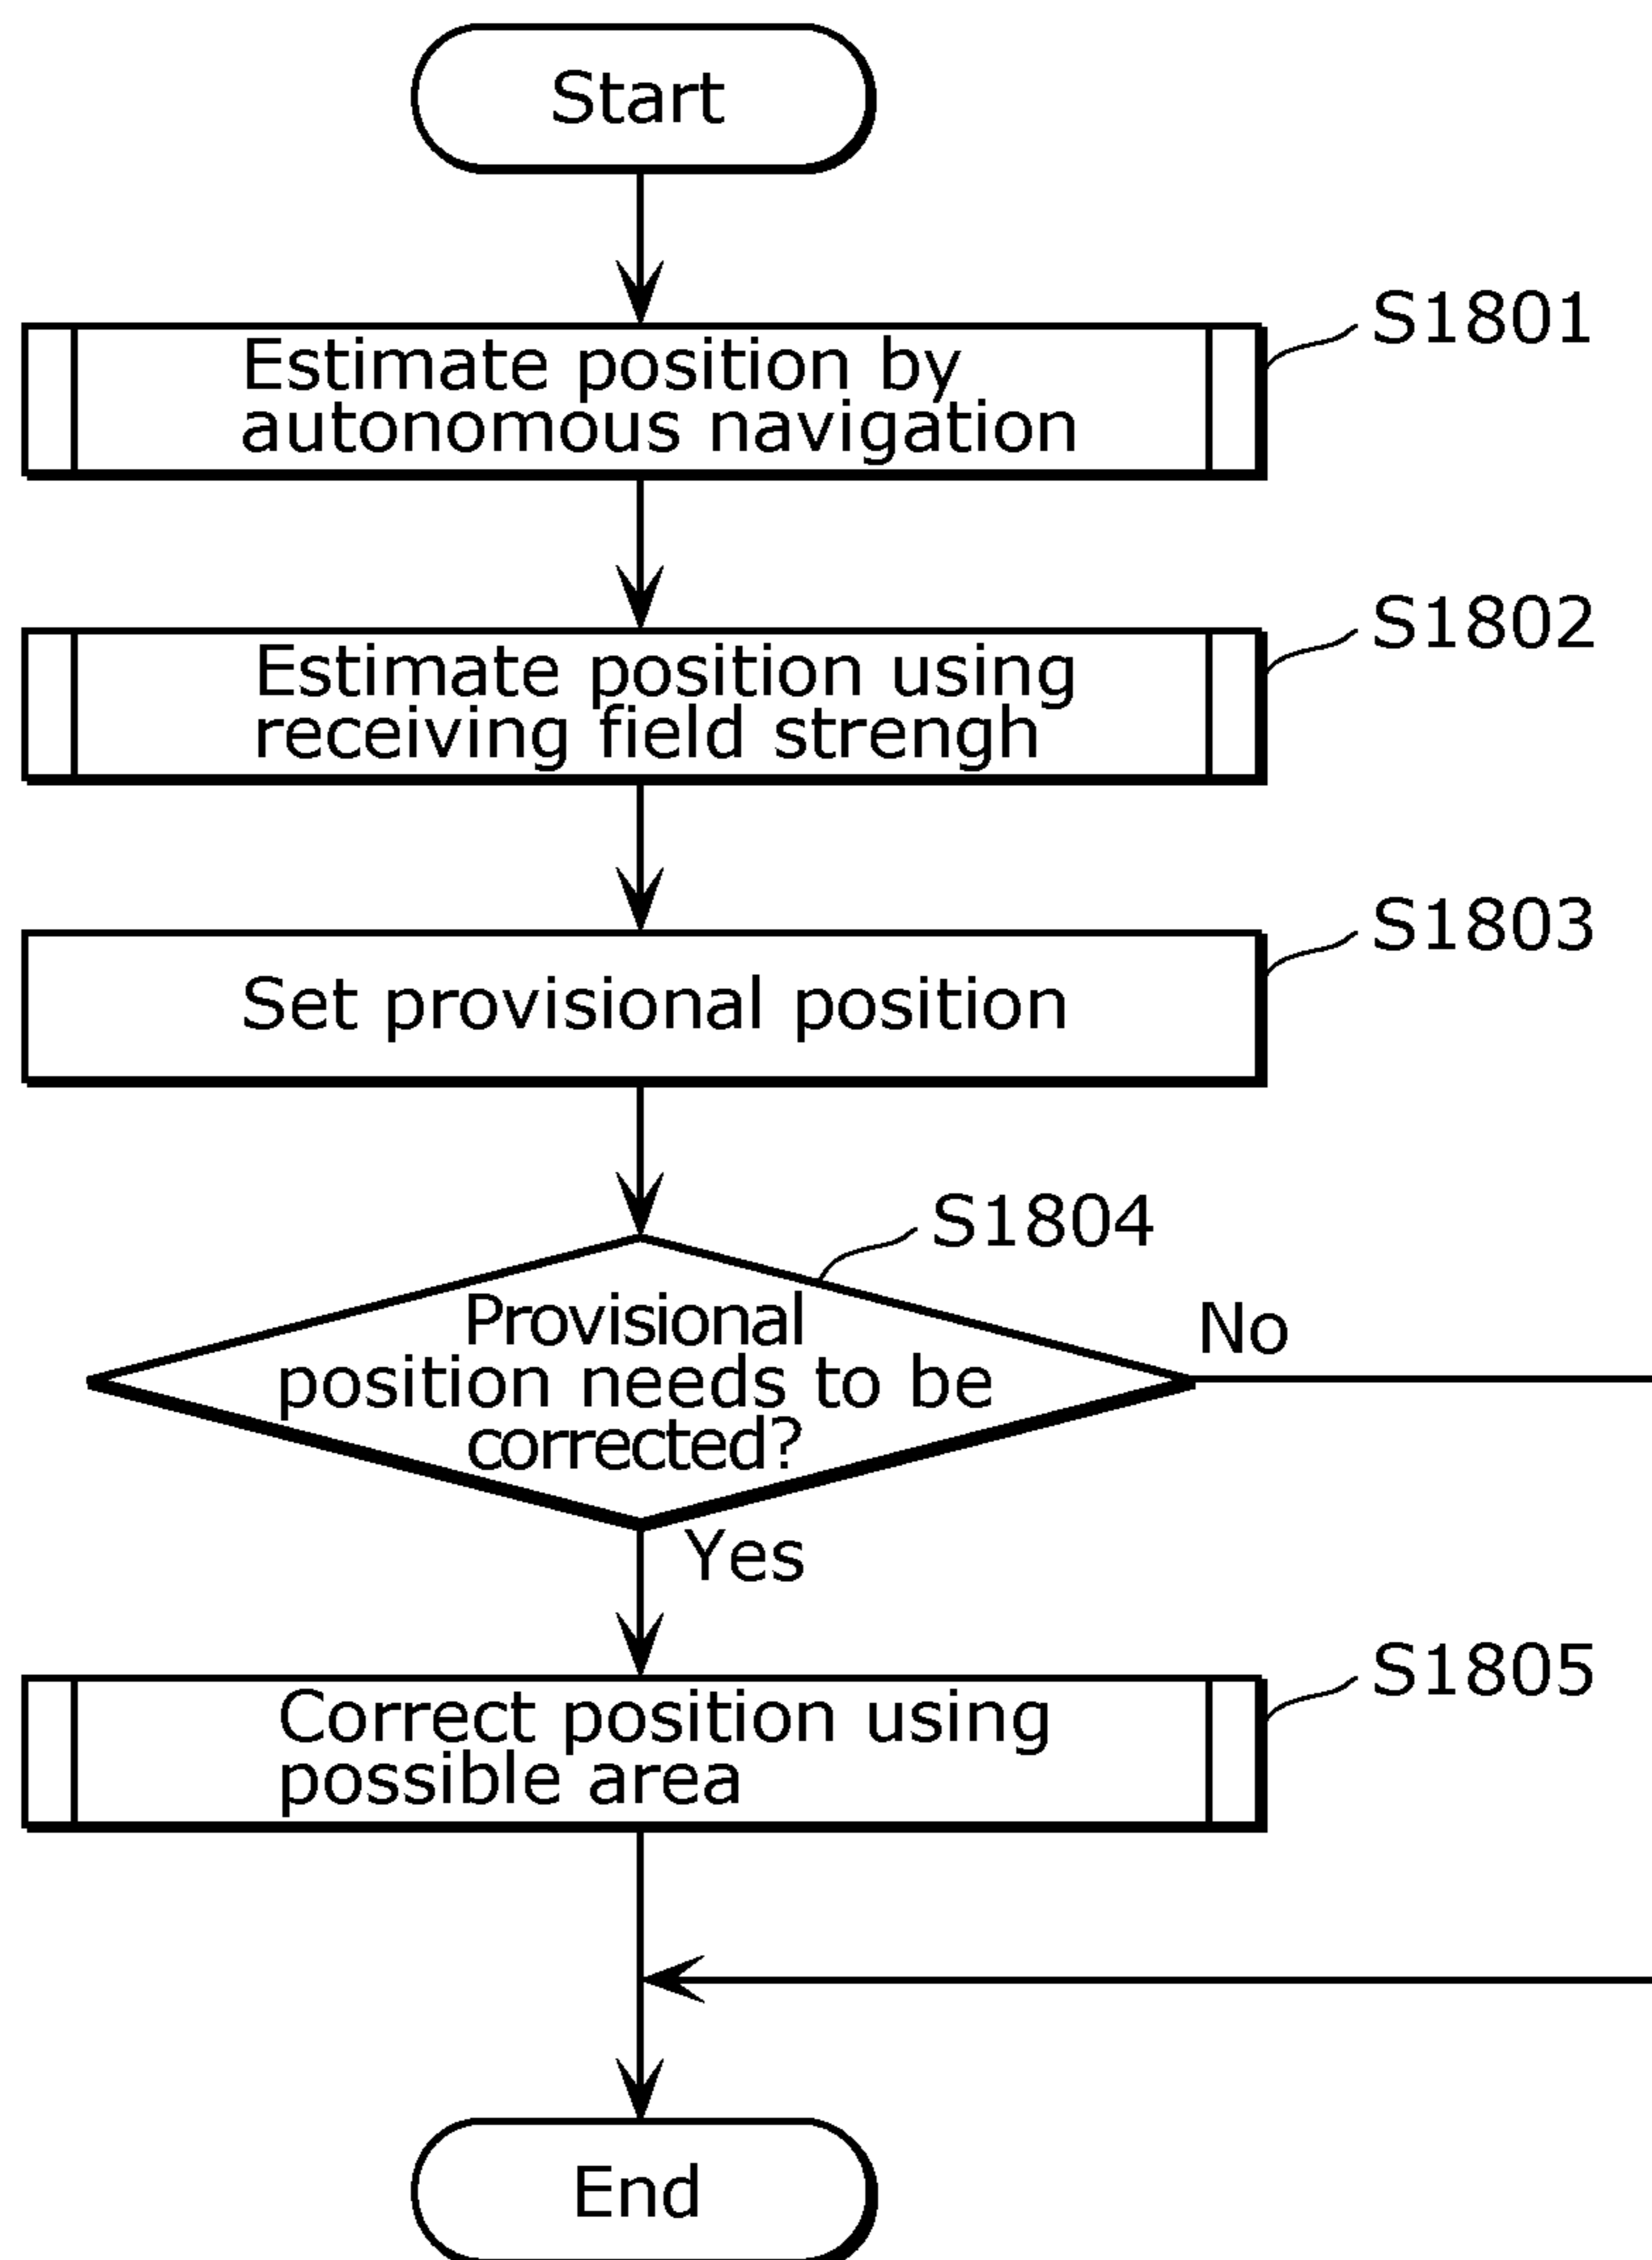 Start
Estimate position by
autonomous navigation
S1801
Estimate position using
receiving field strengh
S1802
Set provisional position
S1803
S1804
Provisional
position needs to be
corrected?
No
Yes
Correct position using
possible area
S1805
End